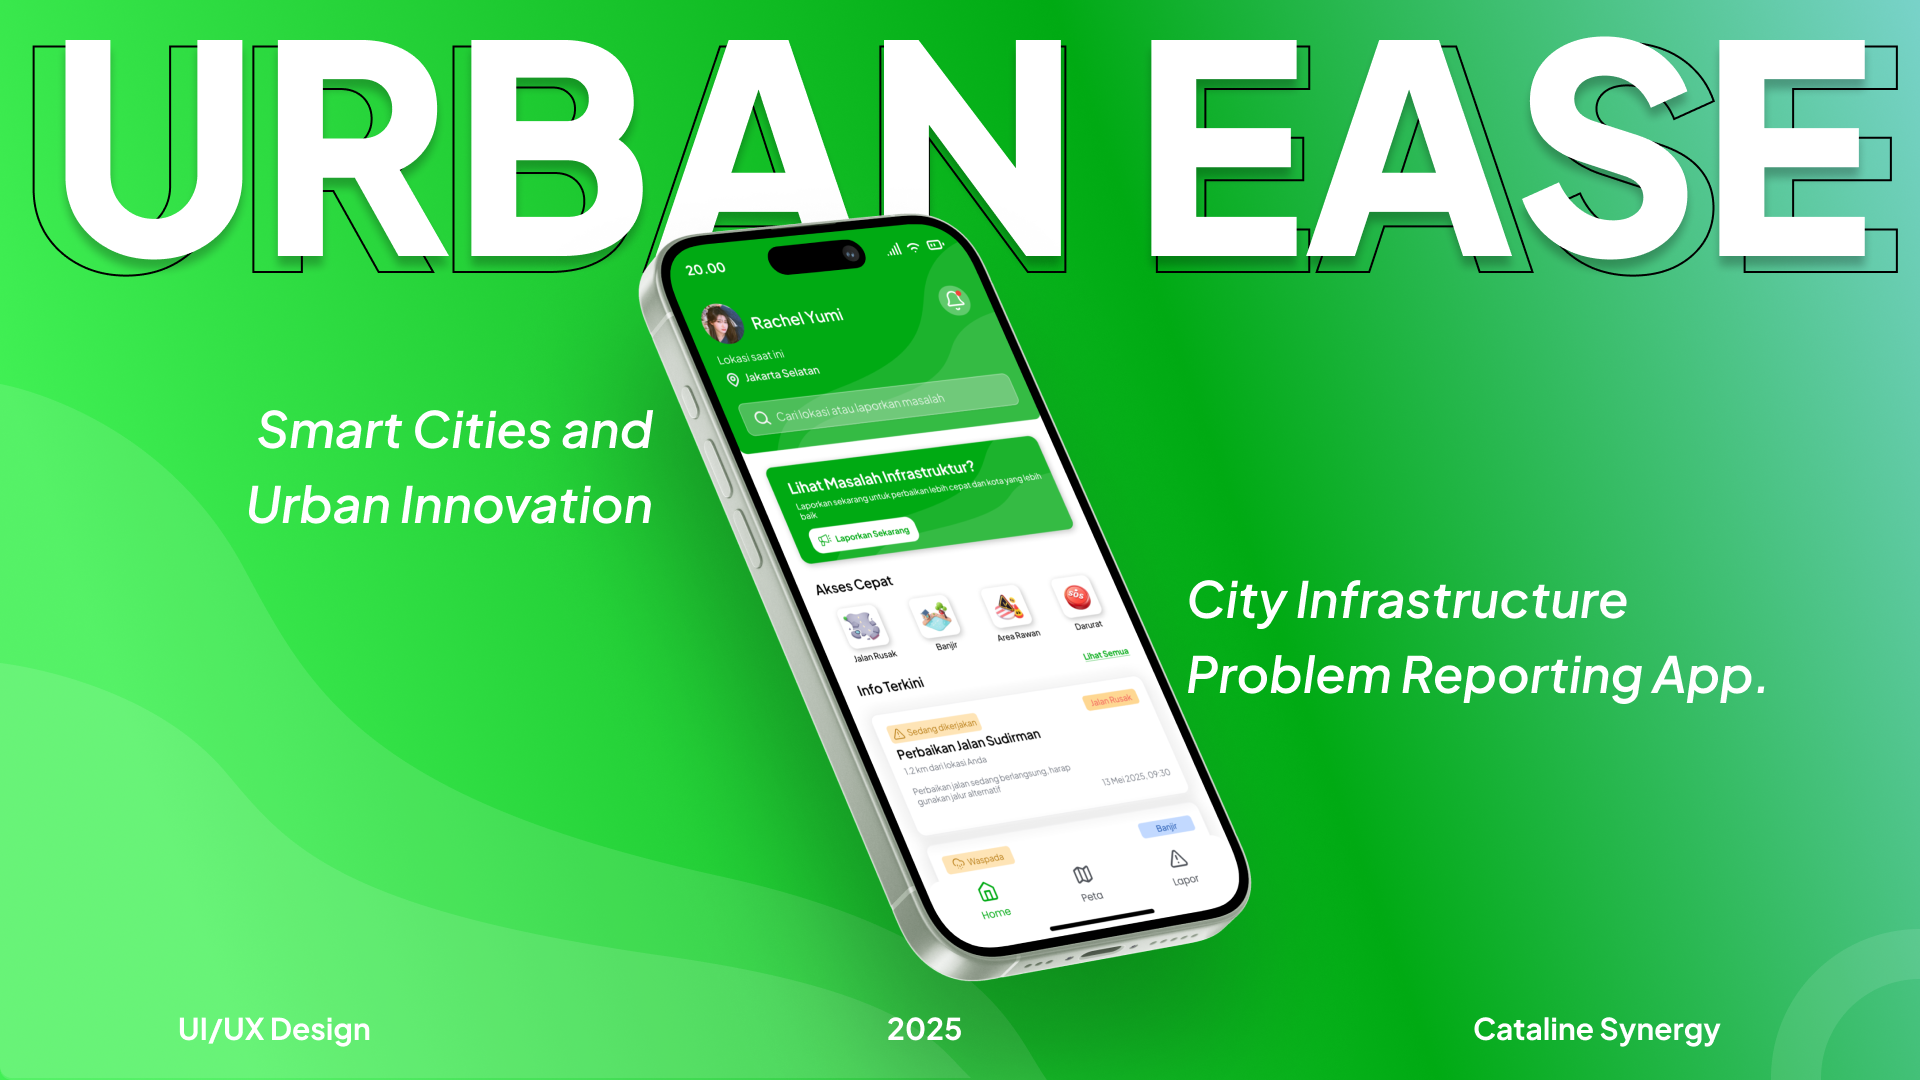 URBAN EASE
20.00
Rachel Yumi
Lokasi saat ini
Jakarta Selatan
Cari lokasi atau laporkan masalah
Smart Cities and
Urban Innovation
Lihat Masalah Infrastruktur?
Laporkan sekarang untuk perbaikan lebih cepat dan kota yang lebih
baik
Laporkan Sekarang
Akses Cepat
SOS
Jalan Rusak
Banjir
Area Rawan
Darurat
City Infrastructure
Problem Reporting App.
Info Terkini
Lihat Semua
Sedang dikerjakan
Jalan Rusak
Perbaikan Jalan Sudirman
1.2 km dari lokasi Anda
Perbaikan jalan sedang berlangsung, harap
gunakan jalur alternatif
13 Mei 2025, 09:30
Waspada
Banjir
Home
Peta
Lapor
UI/UX Design
2025
Cataline Synergy